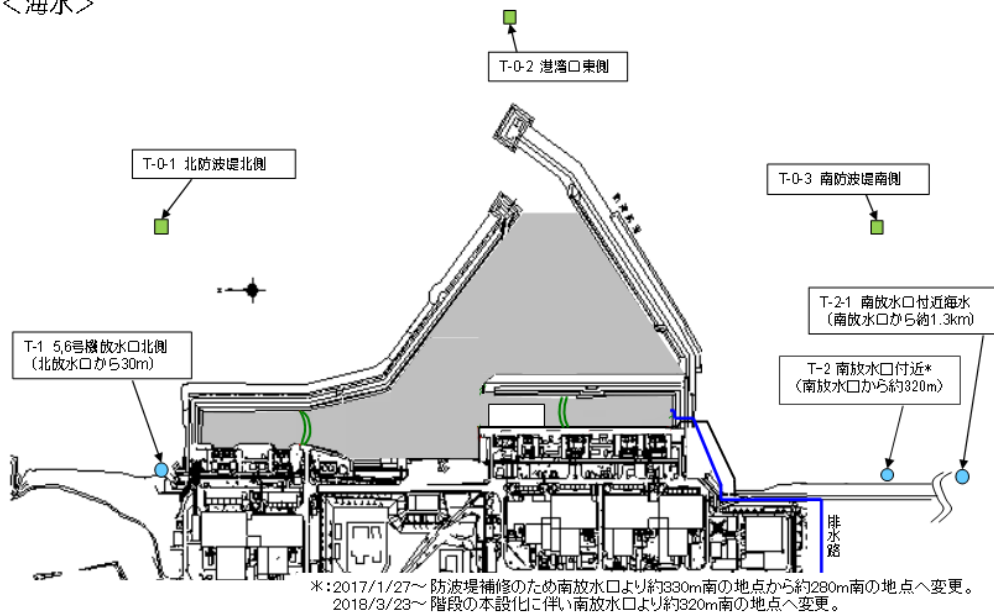 ＜海水＞
T-0-2 港湾口東側
T-0-1 北防波堤北側
T-0-3 南防波堤南側
T-2-1 南放水口付近海水
（南放水口から約1.3km）
T-1 5,6号機放水口北側
（北放水口から30m）
T-2 南放水口付近*
（南放水口から約320m）
排水路
*：2017/1/27～ 防波堤補修のため南放水口より約330m南の地点から約280m南の地点へ変更。
2018/3/23～ 階段の本設化に伴い南放水口より約320m南の地点へ変更。